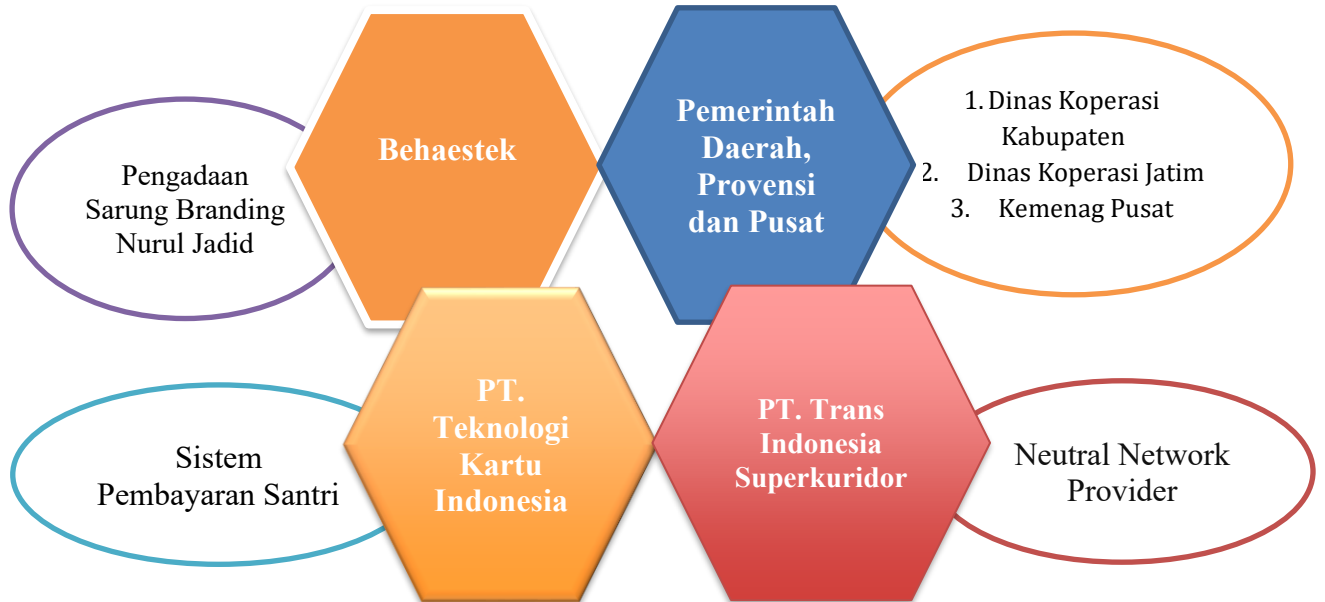 Behaestek
Pengadaan
Sarung Branding
Nurul Jadid
Pemerintah
Daerah,
Provensi
dan Pusat
1. Dinas Koperasi
Kabupaten
2. Dinas Koperasi Jatim
3. Kemenag Pusat
PT.
Teknologi
Kartu
Indonesia
Sistem
Pembayaran Santri
PT. Trans
Indonesia
Superkuridor
Neutral Network
Provider